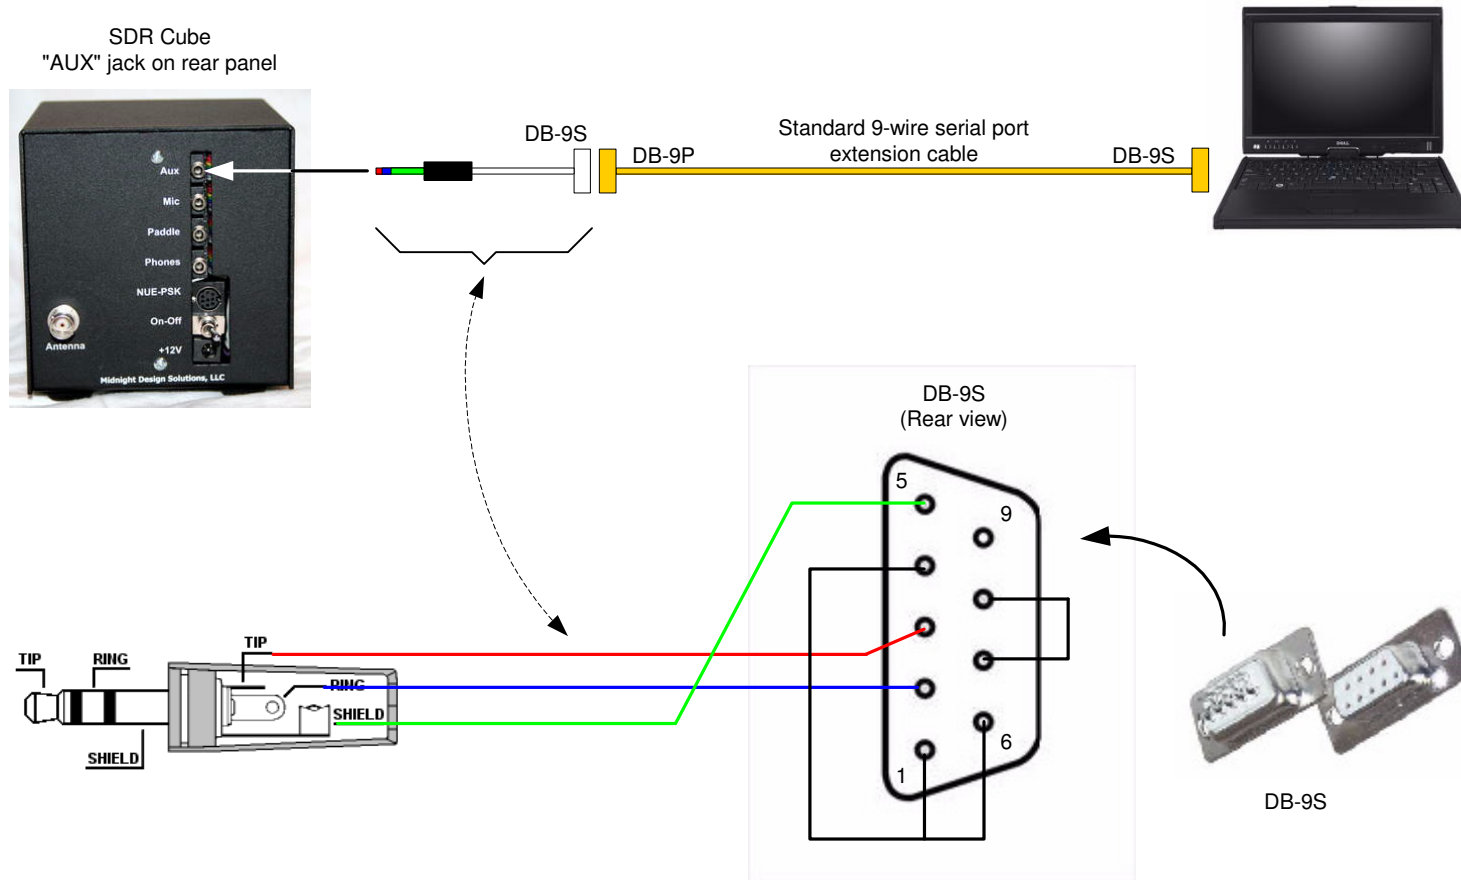 SDR Cube
"AUX" jack on rear panel
Aux
Mic
Paddle
Phones
NUE-PSK
On-Off
+12V
Antenna
Midnight Design Solutions, LLC
DB-9S
DB-9P
Standard 9-wire serial port
extension cable
DB-9S
DELL
DB-9S
(Rear view)
5
9
6
1
TIP
RING
SHIELD
TIP
RING
SHIELD
DB-9S